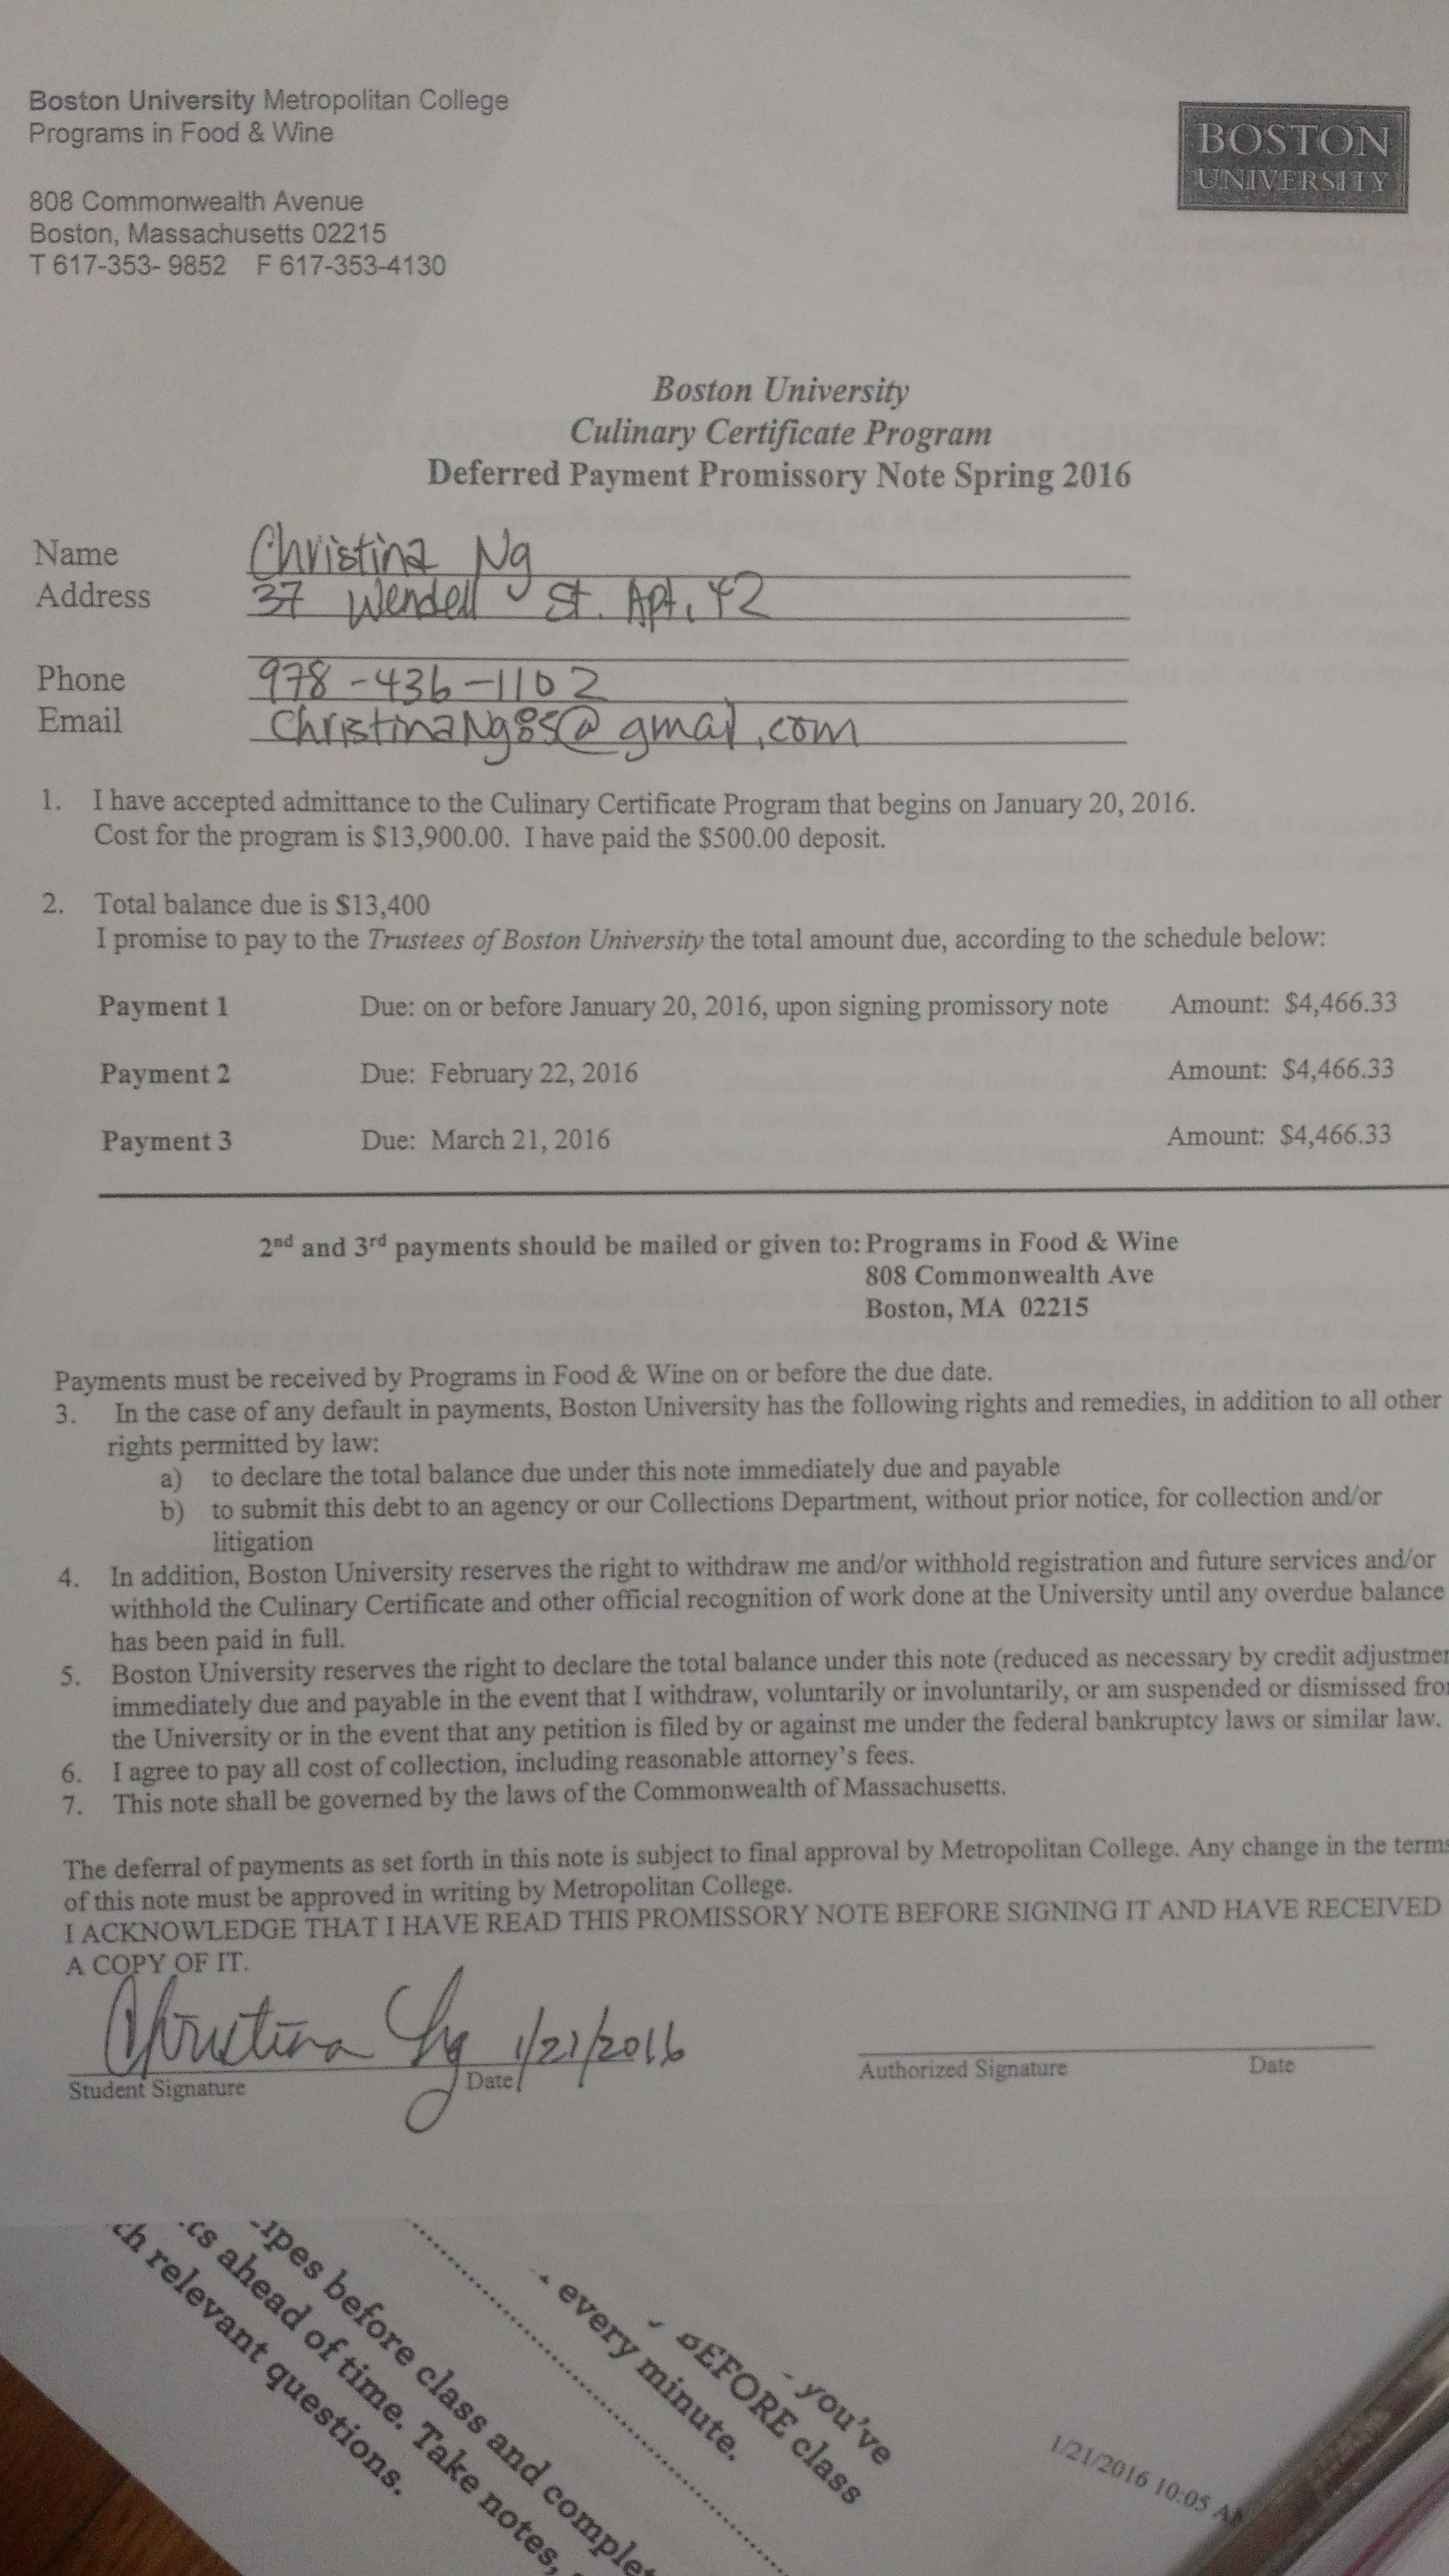 Boston University Metropolitan College
Programs in Food & Wine
BOSTON
UNIVERSITY
808 Commonwealth Avenue
Boston, Massachusetts 02215
T 617-353- 9852 F 617-353-4130
Boston University
Culinary Certificate Program
Deferred Payment Promissory Note Spring 2016
Name Christina Ng
Address 37 Wendell St. Apt. 42
Phone 978-436-1102
Email ChristinaNg85@gmail.com
1. I have accepted admittance to the Culinary Certificate Program that begins on January 20, 2016.
Cost for the program is $13,900.00. I have paid the $500.00 deposit.
2. Total balance due is $13,400
I promise to pay to the Trustees of Boston University the total amount due, according to the schedule below:
Payment 1 Due: on or before January 20, 2016, upon signing promissory note Amount: $4,466.33
Payment 2 Due: February 22, 2016 Amount: $4,466.33
Payment 3 Due: March 21, 2016 Amount: $4,466.33
2nd and 3rd payments should be mailed or given to: Programs in Food & Wine
808 Commonwealth Ave
Boston, MA 02215
Payments must be received by Programs in Food & Wine on or before the due date.
3. In the case of any default in payments, Boston University has the following rights and remedies, in addition to all other
rights permitted by law:
a) to declare the total balance due under this note immediately due and payable
b) to submit this debt to an agency or our Collections Department, without prior notice, for collection and/or
litigation
4. In addition, Boston University reserves the right to withdraw me and/or withhold registration and future services and/or
withhold the Culinary Certificate and other official recognition of work done at the University until any overdue balance
has been paid in full.
5. Boston University reserves the right to declare the total balance under this note (reduced as necessary by credit adjustmen
immediately due and payable in the event that I withdraw, voluntarily or involuntarily, or am suspended or dismissed fro
the University or in the event that any petition is filed by or against me under the federal bankruptcy laws or similar law.
6. I agree to pay all cost of collection, including reasonable attorney's fees.
7. This note shall be governed by the laws of the Commonwealth of Massachusetts.
The deferral of payments as set forth in this note is subject to final approval by Metropolitan College. Any change in the terms
of this note must be approved in writing by Metropolitan College.
I ACKNOWLEDGE THAT I HAVE READ THIS PROMISSORY NOTE BEFORE SIGNING IT AND HAVE RECEIVED
A COPY OF IT.
Christina Ng 1/21/2016
Student Signature Date
Authorized Signature Date
you've
BEFORE class
every minute.
ipes before class and complet
ts ahead of time. Take notes,
ch relevant questions.
1/21/2016 10:05 A